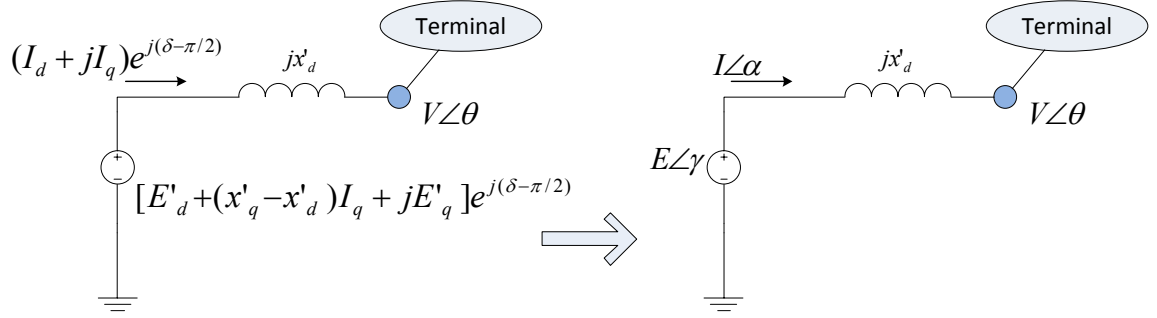 Terminal
(I_d + jI_q)e^{j(δ−π/2)}
jx'_d
V∠θ
[E'_d+(x'_q−x'_d)I_q + jE'_q]e^{j(δ−π/2)}
Terminal
I∠α
jx'_d
V∠θ
E∠γ
+
-
+
-